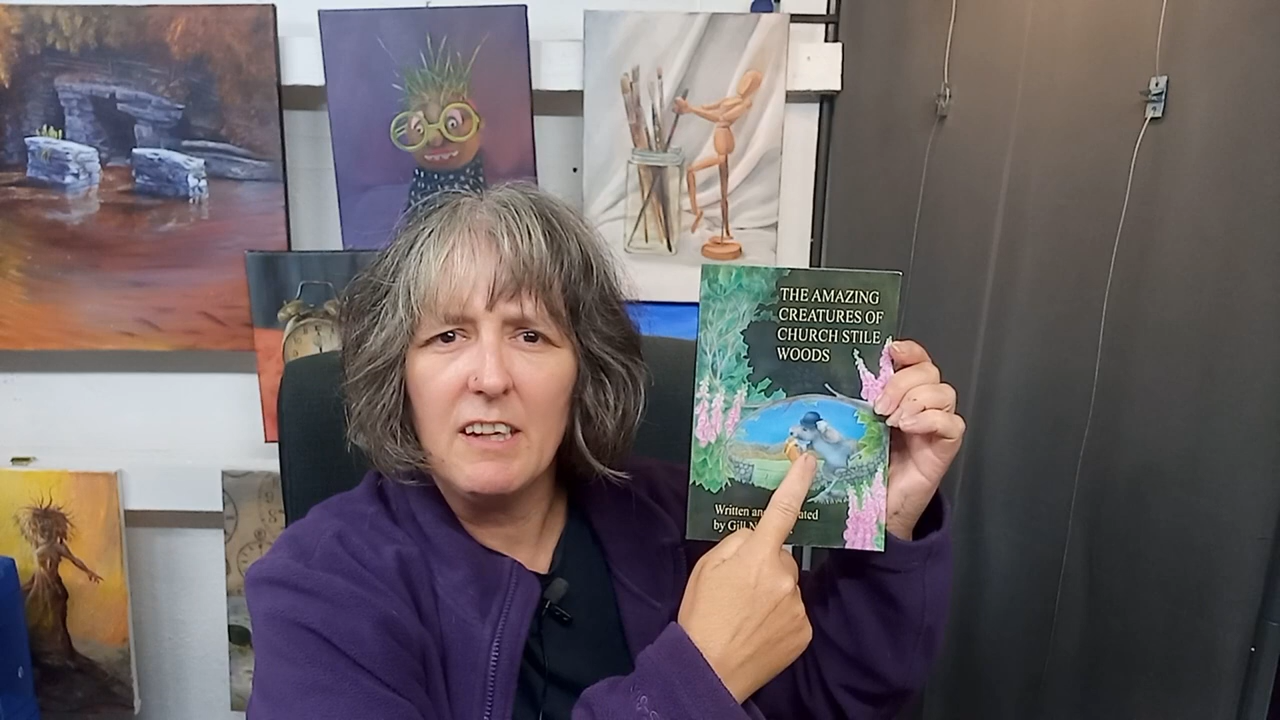 THE AMAZING
CREATURES OF
CHURCH STILE
WOODS
Written and
by Gill